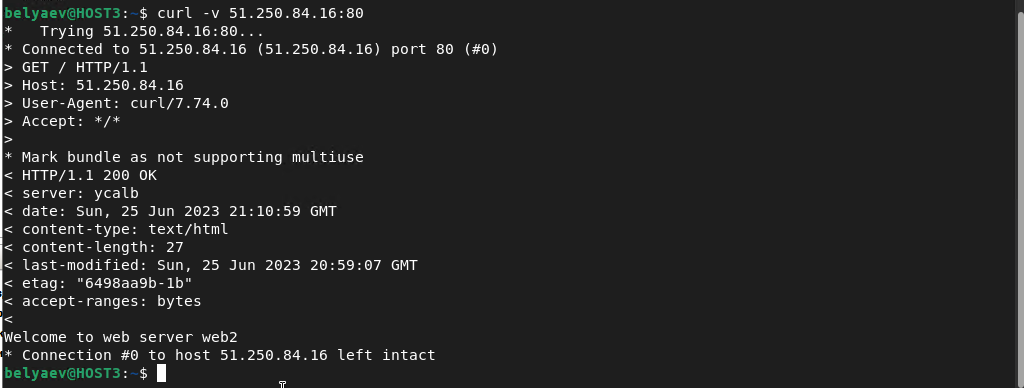 belyaev@HOST3:~$ curl -v 51.250.84.16:80
*   Trying 51.250.84.16:80...
* Connected to 51.250.84.16 (51.250.84.16) port 80 (#0)
> GET / HTTP/1.1
> Host: 51.250.84.16
> User-Agent: curl/7.74.0
> Accept: */*
>
* Mark bundle as not supporting multiuse
< HTTP/1.1 200 OK
< server: ycalb
< date: Sun, 25 Jun 2023 21:10:59 GMT
< content-type: text/html
< content-length: 27
< last-modified: Sun, 25 Jun 2023 20:59:07 GMT
< etag: "6498aa9b-1b"
< accept-ranges: bytes
<
Welcome to web server web2
* Connection #0 to host 51.250.84.16 left intact
belyaev@HOST3:~$